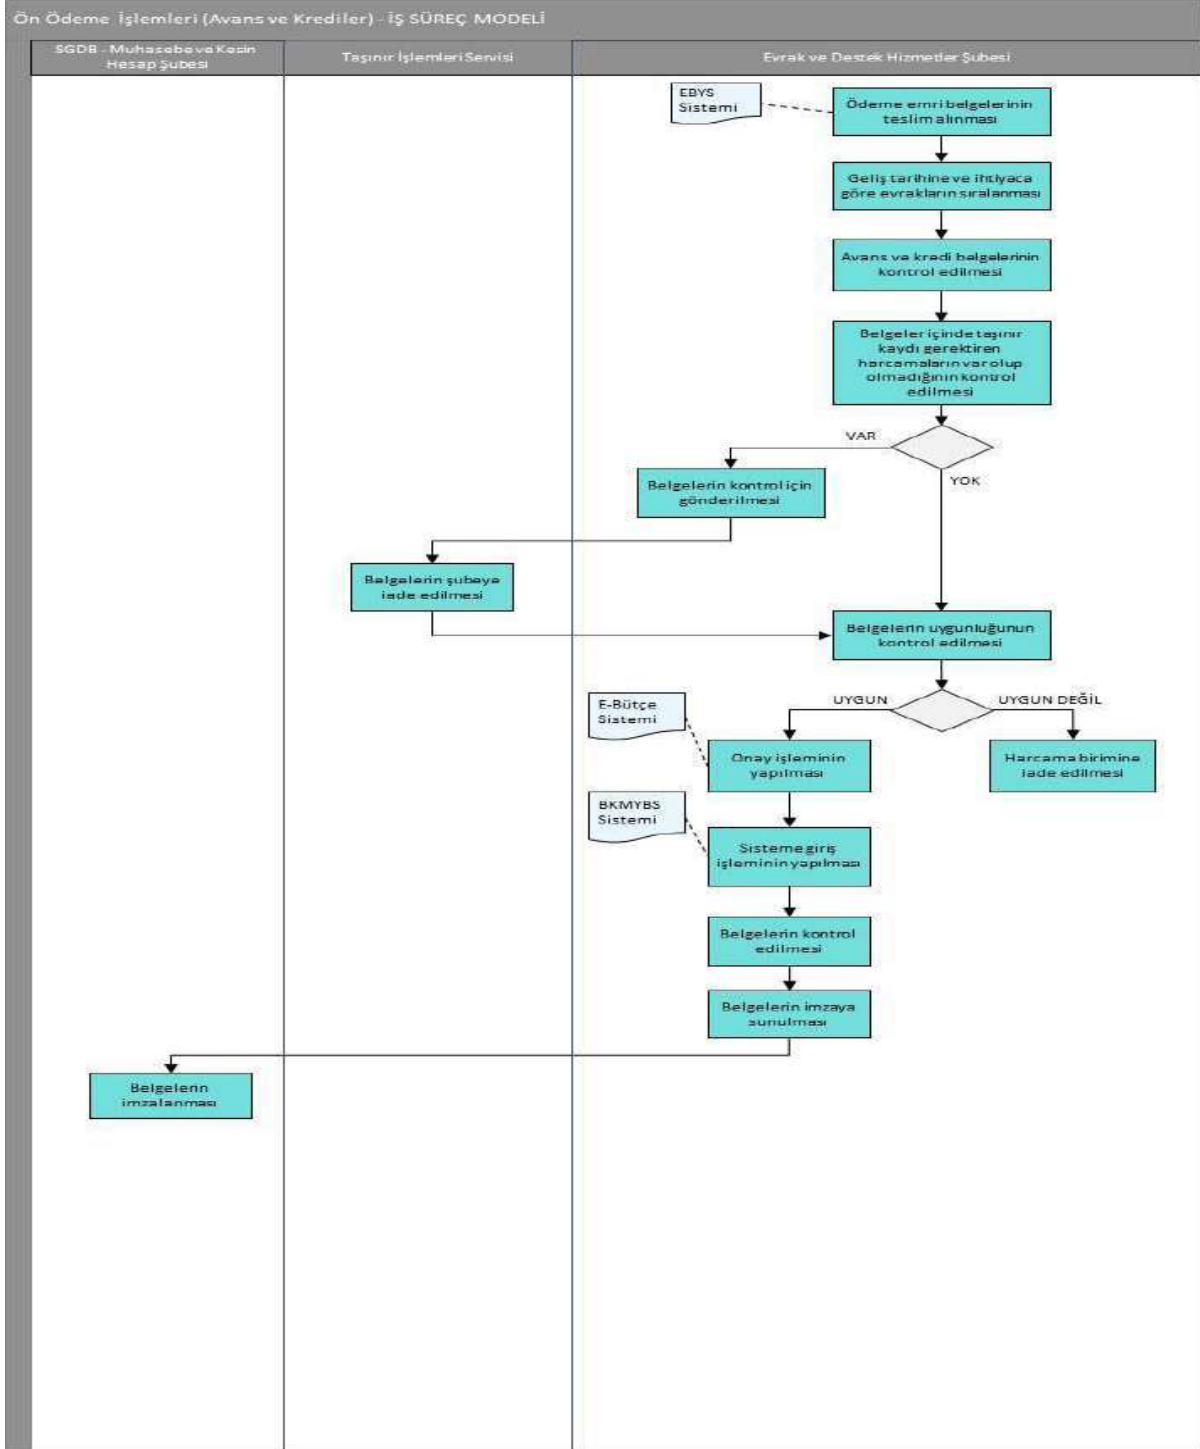 Ön Ödeme İşlemleri (Avans ve Krediler) - İŞ SÜREÇ MODELİ
SGDB - Muhasebe ve Kesin
Hesap Şubesi
Taşınır İşlemleri Servisi
Evrak ve Destek Hizmetler Şubesi
EBYS
Sistemi
Ödeme emri belgelerinin
teslim alınması
Geliş tarihine ve ihtiyaca
göre evrakların sıralanması
Avans ve kredi belgelerinin
kontrol edilmesi
Belgeler içinde taşınır
kaydı gerektiren
harcamaların var olup
olmadığının kontrol
edilmesi
VAR
YOK
Belgelerin kontrol için
gönderilmesi
Belgelerin şubeye
iade edilmesi
Belgelerin uygunluğunun
kontrol edilmesi
UYGUN
UYGUN DEĞİL
E-Bütçe
Sistemi
Onay işleminin
yapılması
Harcama birimine
iade edilmesi
BKMYBS
Sistemi
Sisteme giriş
işleminin yapılması
Belgelerin kontrol
edilmesi
Belgelerin imzaya
sunulması
Belgelerin
imzalanması